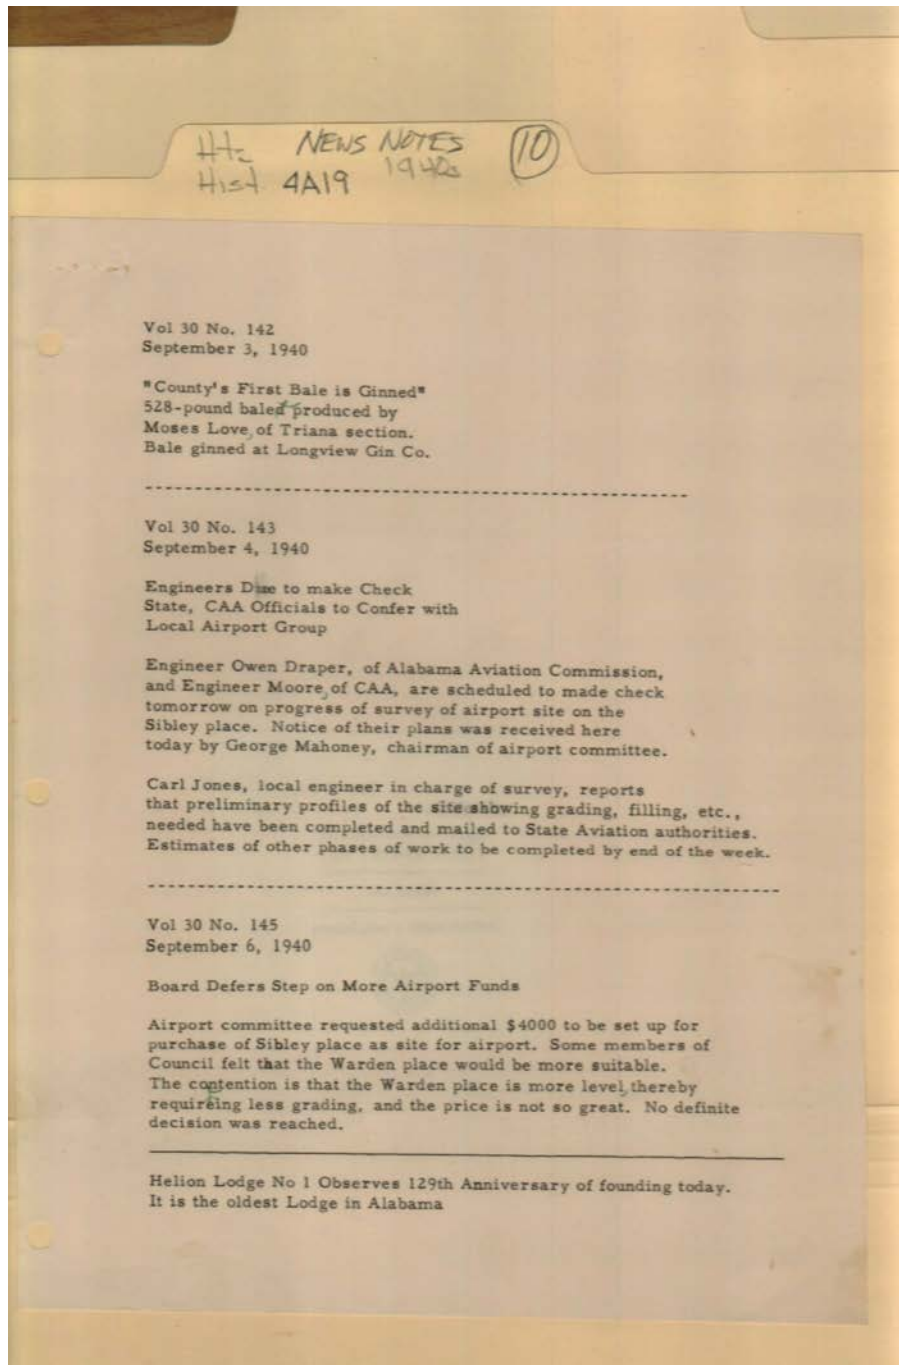 Htz NEWS NOTES 10
1940s
Hist 4A19
Vol 30 No. 142
September 3, 1940
"County's First Bale is Ginned"
528-pound bale produced by
Moses Love, of Triana section.
Bale ginned at Longview Gin Co.
Vol 30 No. 143
September 4, 1940
Engineers Due to make Check
State, CAA Officials to Confer with
Local Airport Group
Engineer Owen Draper, of Alabama Aviation Commission,
and Engineer Moore, of CAA, are scheduled to made check
tomorrow on progress of survey of airport site on the
Sibley place. Notice of their plans was received here
today by George Mahoney, chairman of airport committee.
Carl Jones, local engineer in charge of survey, reports
that preliminary profiles of the site showing grading, filling, etc.,
needed have been completed and mailed to State Aviation authorities.
Estimates of other phases of work to be completed by end of the week.
Vol 30 No. 145
September 6, 1940
Board Defers Step on More Airport Funds
Airport committee requested additional $4000 to be set up for
purchase of Sibley place as site for airport. Some members of
Council felt that the Warden place would be more suitable.
The contention is that the Warden place is more level, thereby
requiring less grading, and the price is not so great. No definite
decision was reached.
Helion Lodge No 1 Observes 129th Anniversary of founding today.
It is the oldest Lodge in Alabama